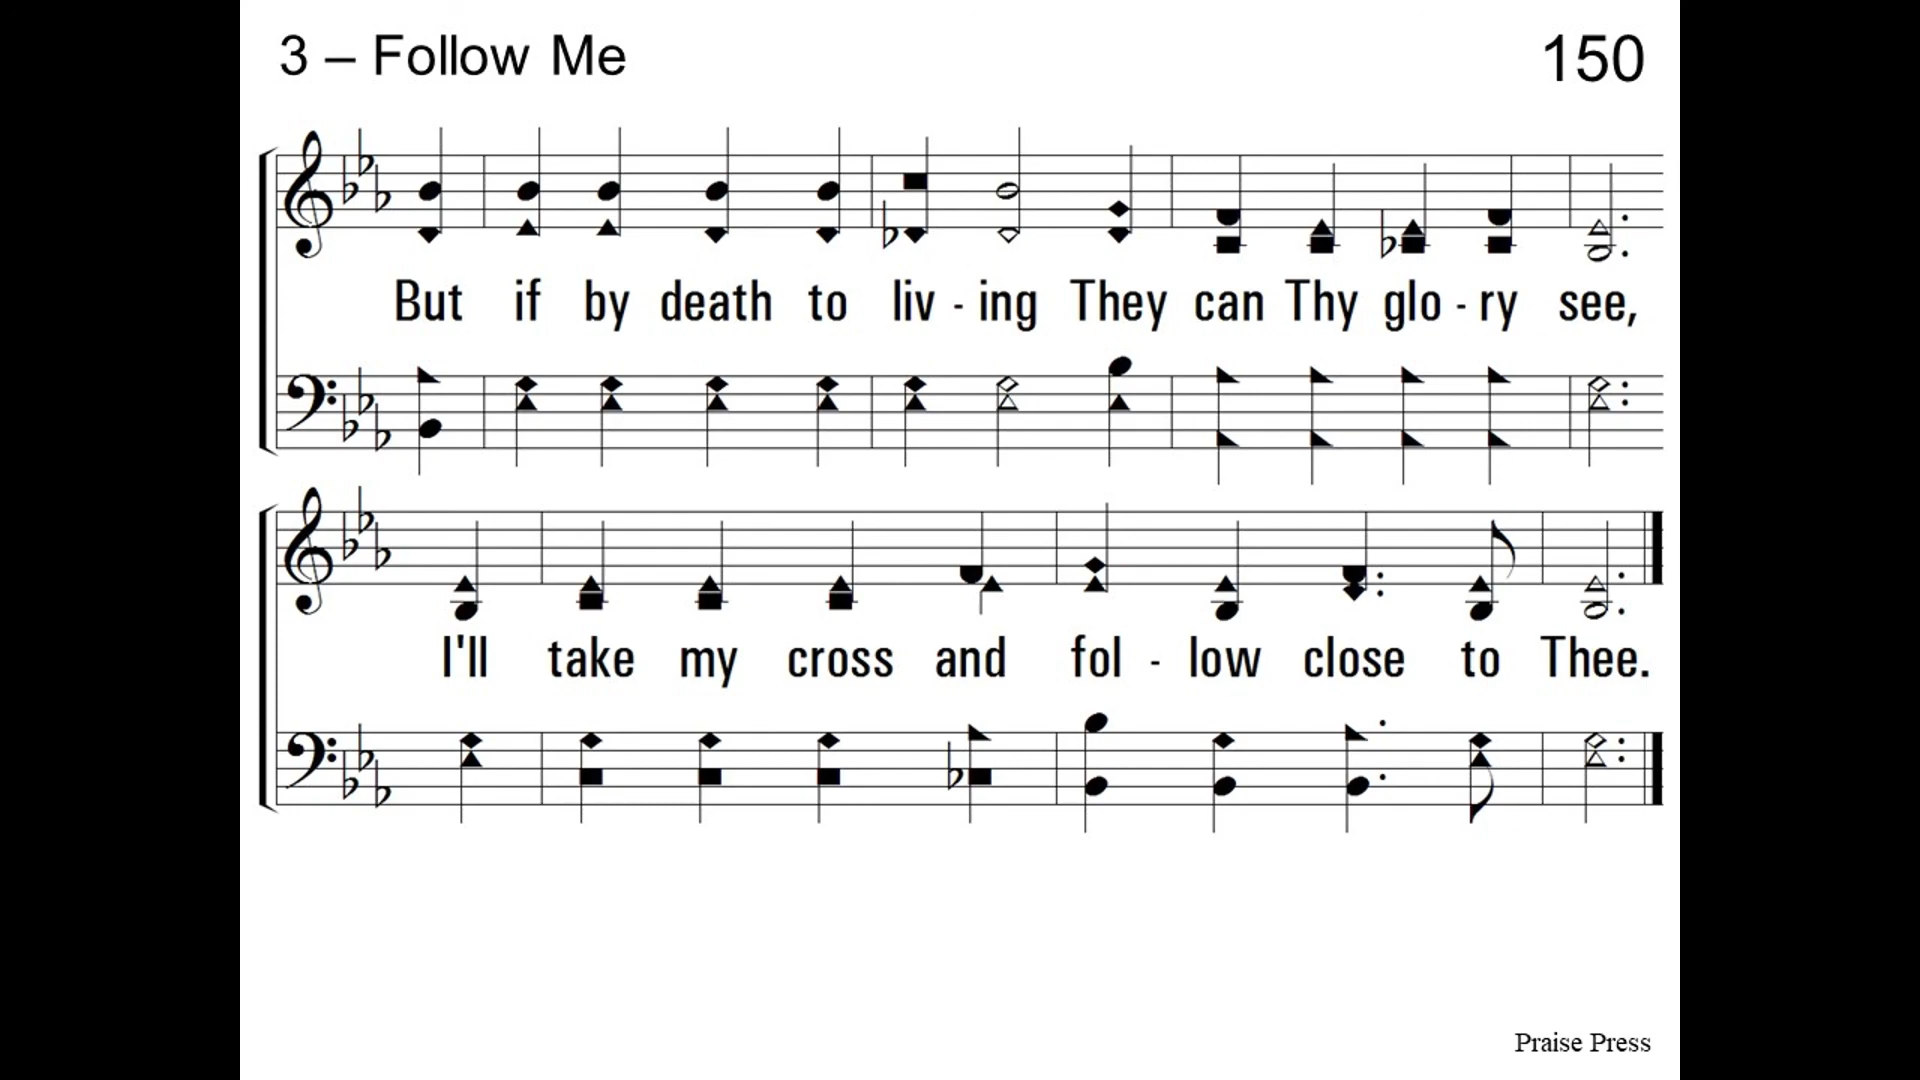 3 – Follow Me 150
But if by death to liv - ing They can Thy glo - ry see,
I'll take my cross and fol - low close to Thee.
Praise Press